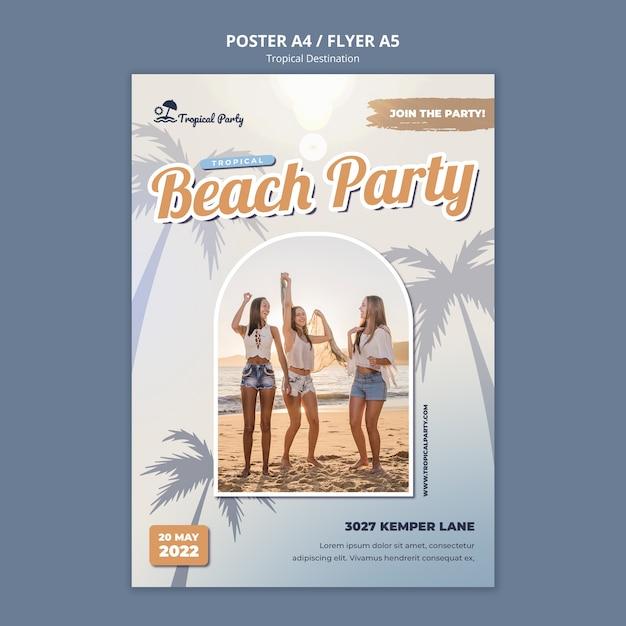 POSTER A4 / FLYER A5
Tropical Destination
Tropical Party
JOIN THE PARTY!
TROPICAL
Beach Party
WWW.TROPICALPARTY.COM
20 MAY
2022
3027 KEMPER LANE
Lorem ipsum dolor sit amet, consectetur
adipiscing elit. Vivamus hendrerit consequat ex,